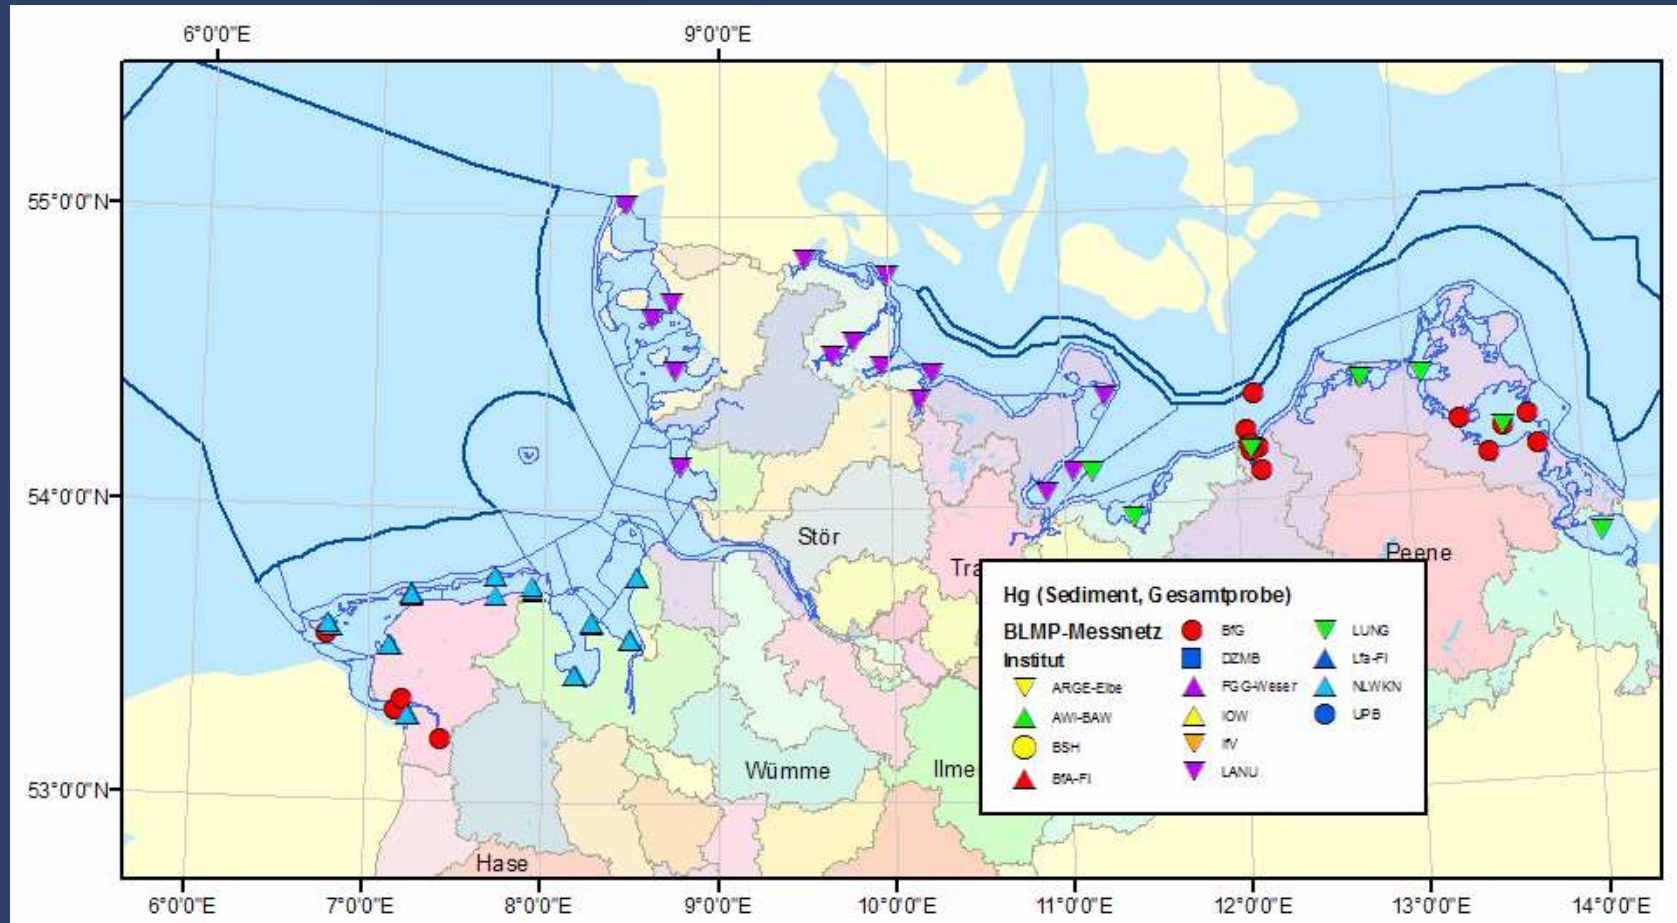 6°0'0"E 9°0'0"E
55°0'0"N
54°0'0"N
53°0'0"N
Stör
Tra
Peene
Wümme
Ilme
Hase
Hg (Sediment, Gesamtprobe)
BLMP-Messnetz
Institut
ARGE-Elbe
AWI-BAW
BSH
BfA-FI
BfG
DZMB
FGG-Weser
IOW
IfV
LANU
LUNG
Lfa-FI
NLWKN
UPB
6°0'0"E 7°0'0"E 8°0'0"E 9°0'0"E 10°0'0"E 11°0'0"E 12°0'0"E 13°0'0"E 14°0'0"E